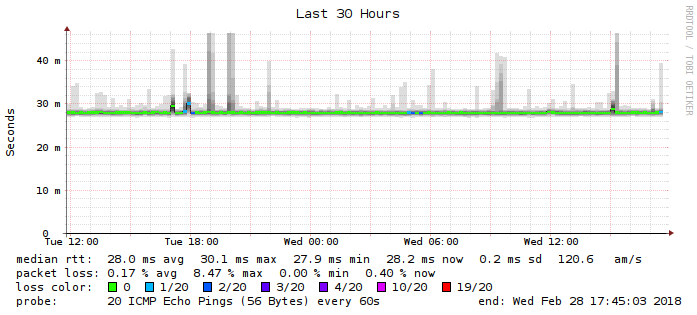 Last 30 Hours
RRDTOOL / TOBI OETIKER
Seconds
40 m
30 m
20 m
10 m
0
Tue 12:00 Tue 18:00 Wed 00:00 Wed 06:00 Wed 12:00
median rtt: 28.0 ms avg 30.1 ms max 27.9 ms min 28.2 ms now 0.2 ms sd 120.6 am/s
packet loss: 0.17 % avg 8.47 % max 0.00 % min 0.40 % now
loss color: 0 1/20 2/20 3/20 4/20 10/20 19/20
probe: 20 ICMP Echo Pings (56 Bytes) every 60s end: Wed Feb 28 17:45:03 2018